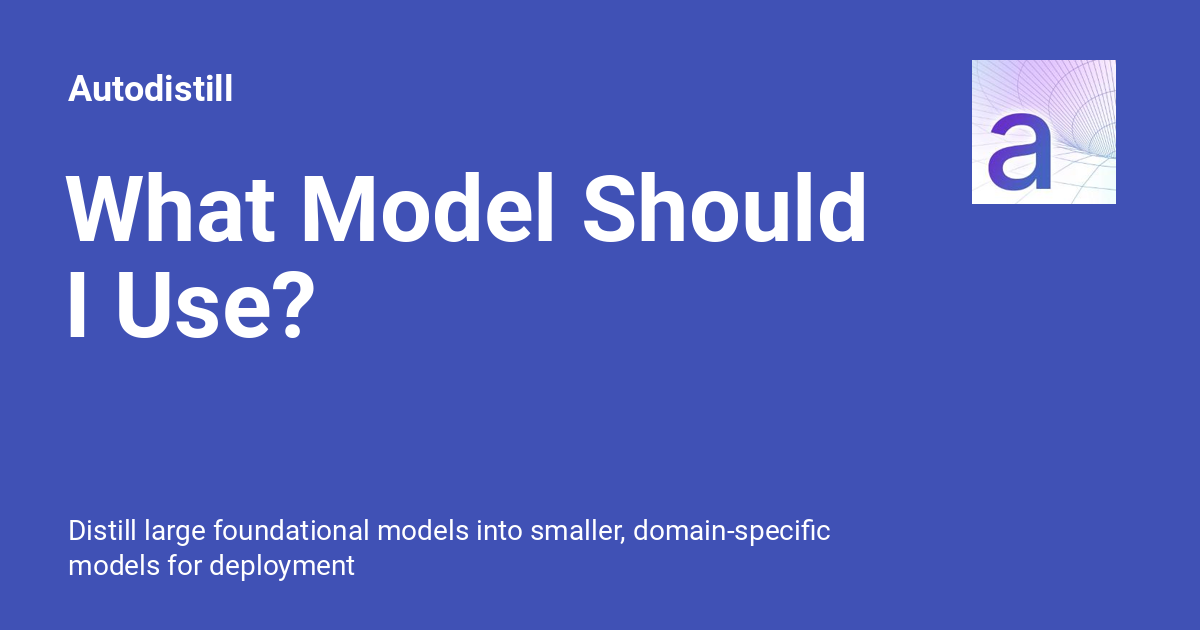 Autodistill
a
What Model Should
I Use?
Distill large foundational models into smaller, domain-specific
models for deployment